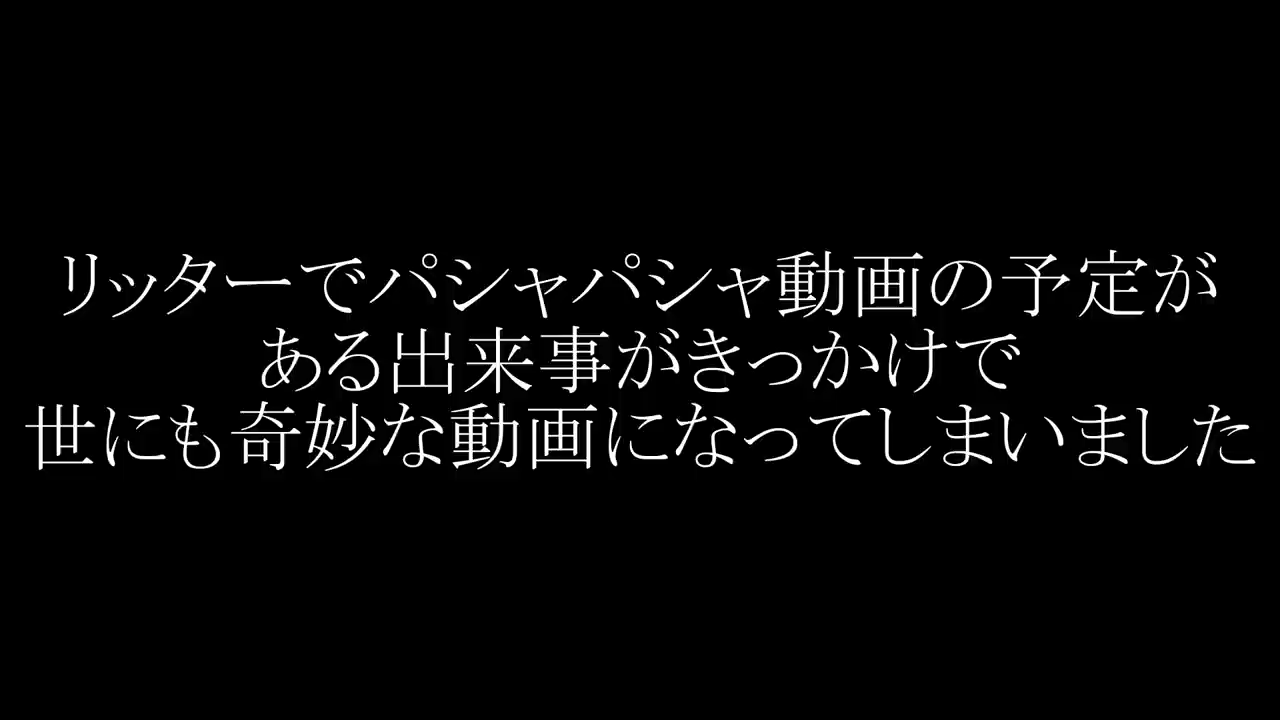 リッターでパシャパシャ動画の予定が
ある出来事がきっかけで
世にも奇妙な動画になってしまいました